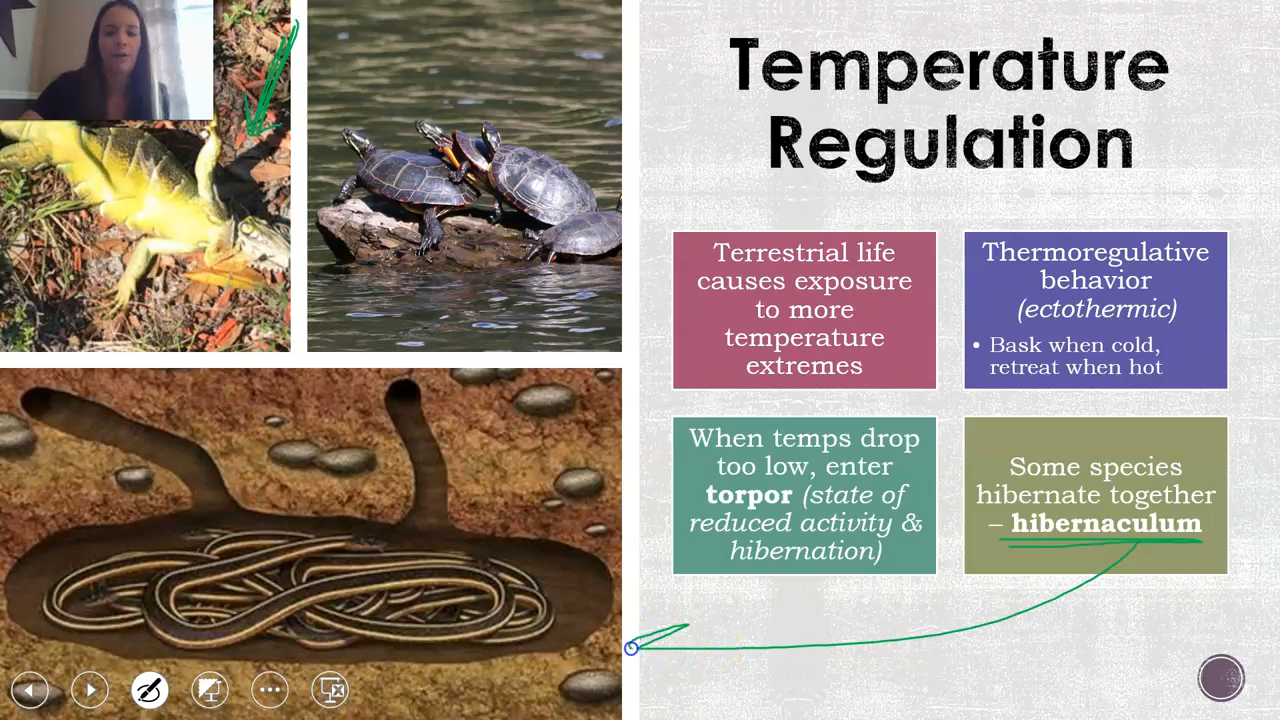 Temperature
Regulation
Terrestrial life
causes exposure
to more
temperature
extremes
Thermoregulative
behavior
(ectothermic)
• Bask when cold,
retreat when hot
When temps drop
too low, enter
torpor (state of
reduced activity &
hibernation)
Some species
hibernate together
– hibernaculum